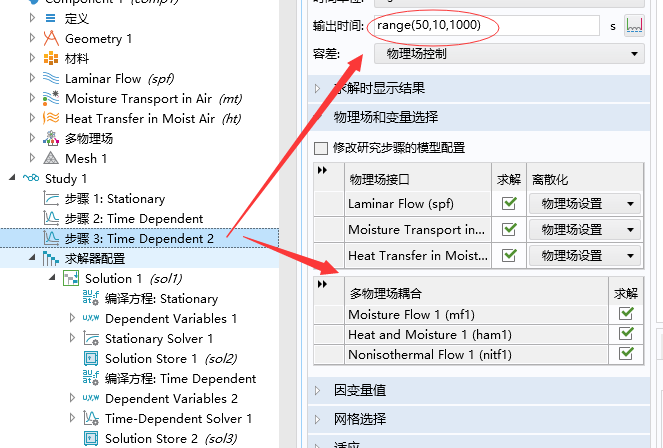 Component 1 (comp1)
定义
Geometry 1
材料
Laminar Flow (spf)
Moisture Transport in Air (mt)
Heat Transfer in Moist Air (ht)
多物理场
Mesh 1
Study 1
步骤 1: Stationary
步骤 2: Time Dependent
步骤 3: Time Dependent 2
求解器配置
Solution 1 (sol1)
编译方程: Stationary
Dependent Variables 1
Stationary Solver 1
Solution Store 1 (sol2)
编译方程: Time Dependent
Dependent Variables 2
Time-Dependent Solver 1
Solution Store 2 (sol3)
输出时间: range(50,10,1000) s
容差: 物理场控制
求解时显示结果
物理场和变量选择
修改研究步骤的模型配置
物理场接口 求解 离散化
Laminar Flow (spf) 物理场设置
Moisture Transport in... 物理场设置
Heat Transfer in Moist... 物理场设置
多物理场耦合 求解
Moisture Flow 1 (mf1)
Heat and Moisture 1 (ham1)
Nonisothermal Flow 1 (nitf1)
因变量值
网格选择